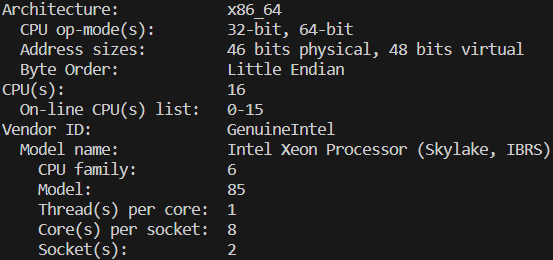 Architecture: x86_64
CPU op-mode(s): 32-bit, 64-bit
Address sizes: 46 bits physical, 48 bits virtual
Byte Order: Little Endian
CPU(s): 16
On-line CPU(s) list: 0-15
Vendor ID: GenuineIntel
Model name: Intel Xeon Processor (Skylake, IBRS)
CPU family: 6
Model: 85
Thread(s) per core: 1
Core(s) per socket: 8
Socket(s): 2